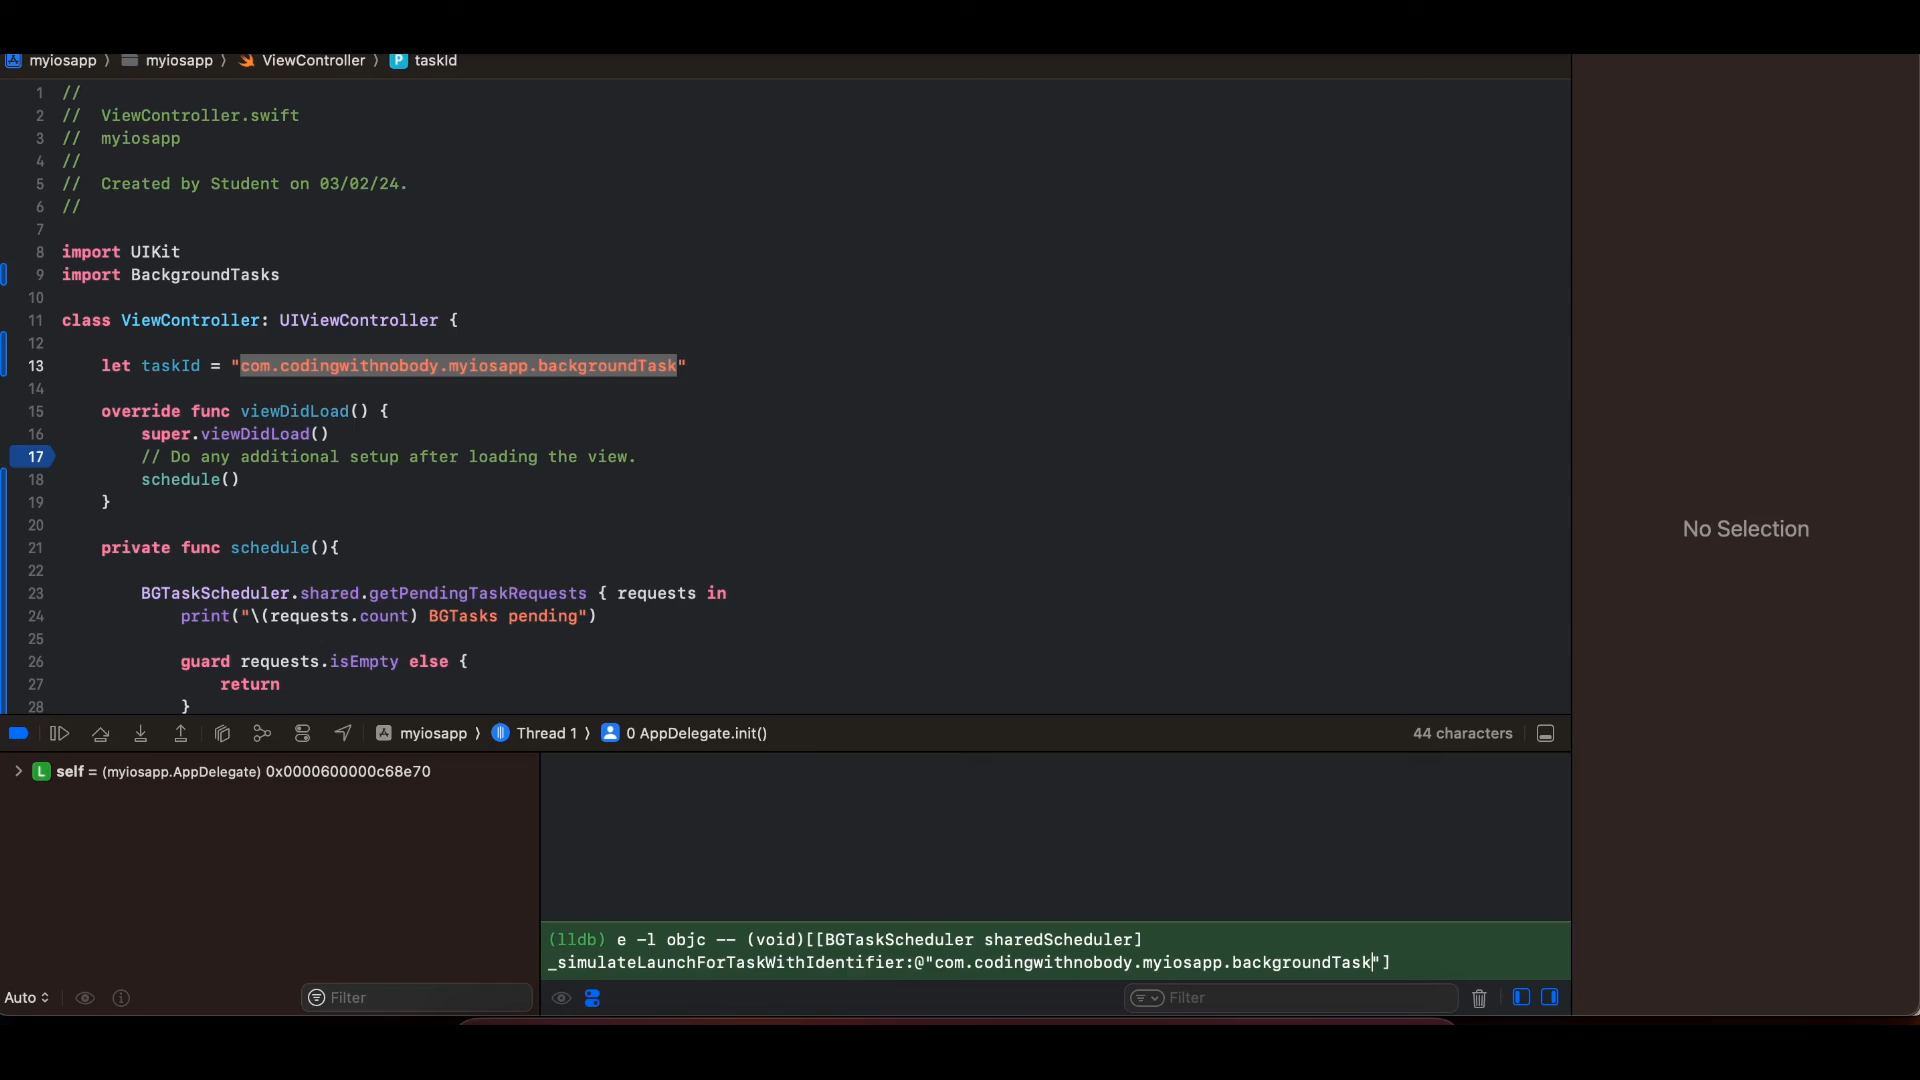 myiosapp 〉 myiosapp 〉 ViewController 〉 P taskId
1 //
2 //  ViewController.swift
3 //  myiosapp
4 //
5 //  Created by Student on 03/02/24.
6 //
7
8 import UIKit
9 import BackgroundTasks
10
11 class ViewController: UIViewController {
12
13     let taskId = "com.codingwithnobody.myiosapp.backgroundTask"
14
15     override func viewDidLoad() {
16         super.viewDidLoad()
17         // Do any additional setup after loading the view.
18         schedule()
19     }
20
21     private func schedule(){
22
23         BGTaskScheduler.shared.getPendingTaskRequests { requests in
24             print("\(requests.count) BGTasks pending")
25
26             guard requests.isEmpty else {
27                 return
28             }
No Selection
myiosapp 〉 Thread 1 〉 0 AppDelegate.init()
44 characters
L self = (myiosapp.AppDelegate) 0x0000600000c68e70
(lldb) e -l objc -- (void)[[BGTaskScheduler sharedScheduler]
_simulateLaunchForTaskWithIdentifier:@"com.codingwithnobody.myiosapp.backgroundTask"]
Auto
Filter
Filter